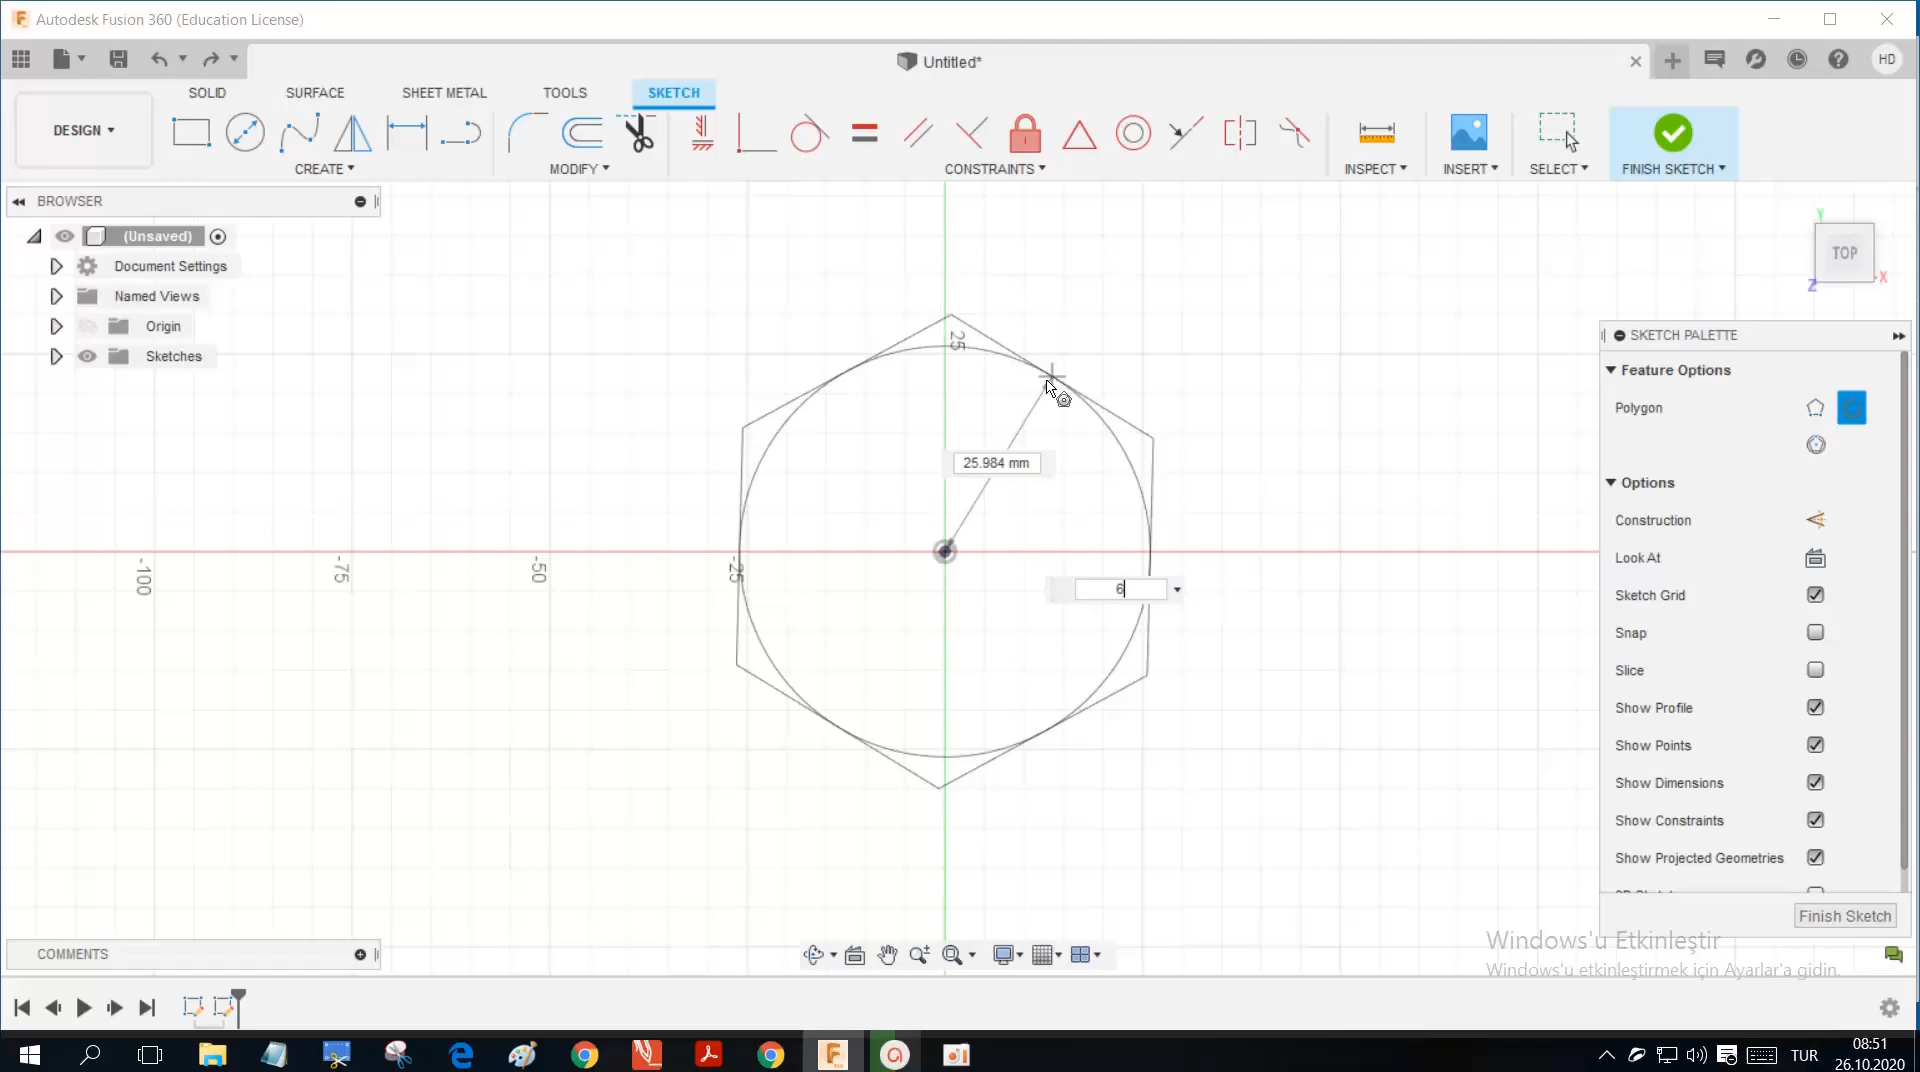 Autodesk Fusion 360 (Education License)
Untitled*
HD
SOLID
SURFACE
SHEET METAL
TOOLS
SKETCH
DESIGN
CREATE
MODIFY
CONSTRAINTS
INSPECT
INSERT
SELECT
FINISH SKETCH
BROWSER
(Unsaved)
Document Settings
Named Views
Origin
Sketches
Y
TOP
X
Z
SKETCH PALETTE
Feature Options
Polygon
Options
Construction
Look At
Sketch Grid
Snap
Slice
Show Profile
Show Points
Show Dimensions
Show Constraints
Show Projected Geometries
Finish Sketch
25
25.984 mm
-100
-75
-50
-25
6
Windows'u Etkinleştir
Windows'u etkinleştirmek için Ayarlar'a gidin.
COMMENTS
TUR
08:51
26.10.2020